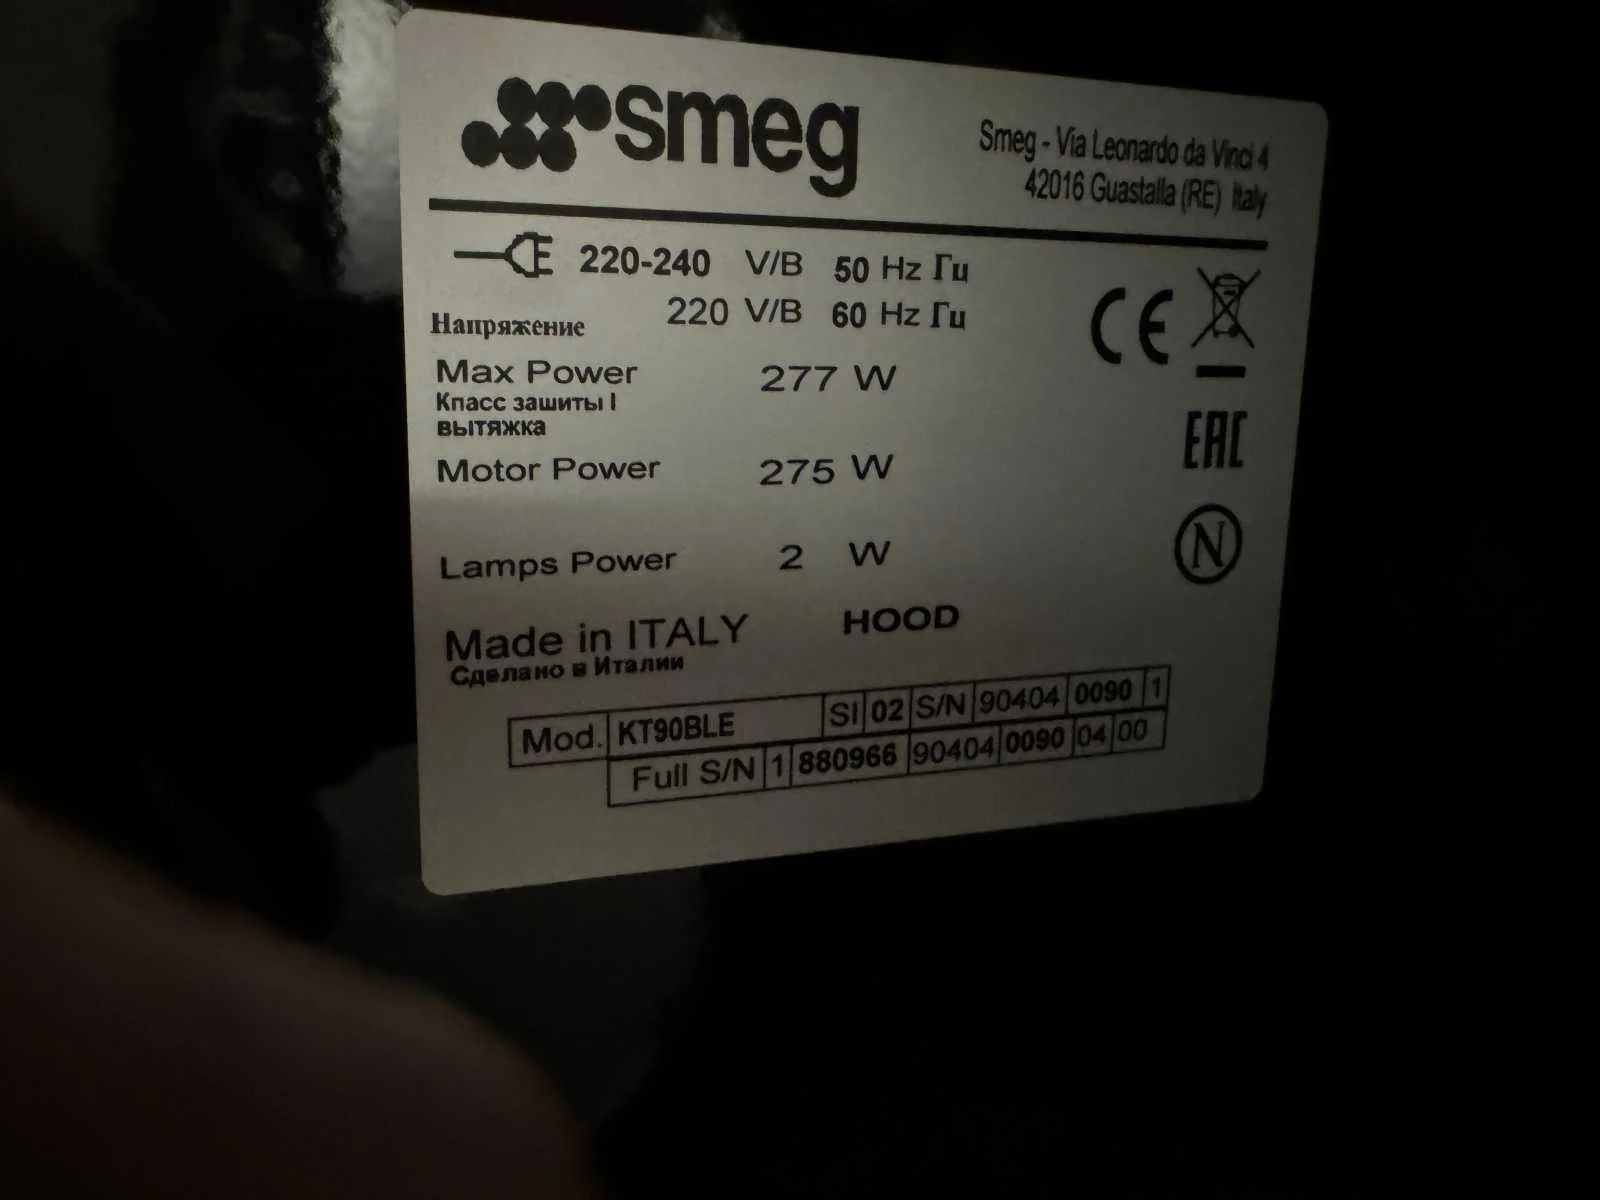 smeg
Smeg - Via Leonardo da Vinci 4
42016 Guastalla (RE) Italy
220-240 V/B 50 Hz Гц
220 V/B 60 Hz Гц
Напряжение
Max Power 277 W
Кпасс зашиты I
вытяжка
Motor Power 275 W
Lamps Power 2 W
Made in ITALY HOOD
Сделано в Италии
Mod. KT90BLE SI 02 S/N 90404 0090 1
Full S/N 1 880966 90404 0090 04 00
CE
EAC
N